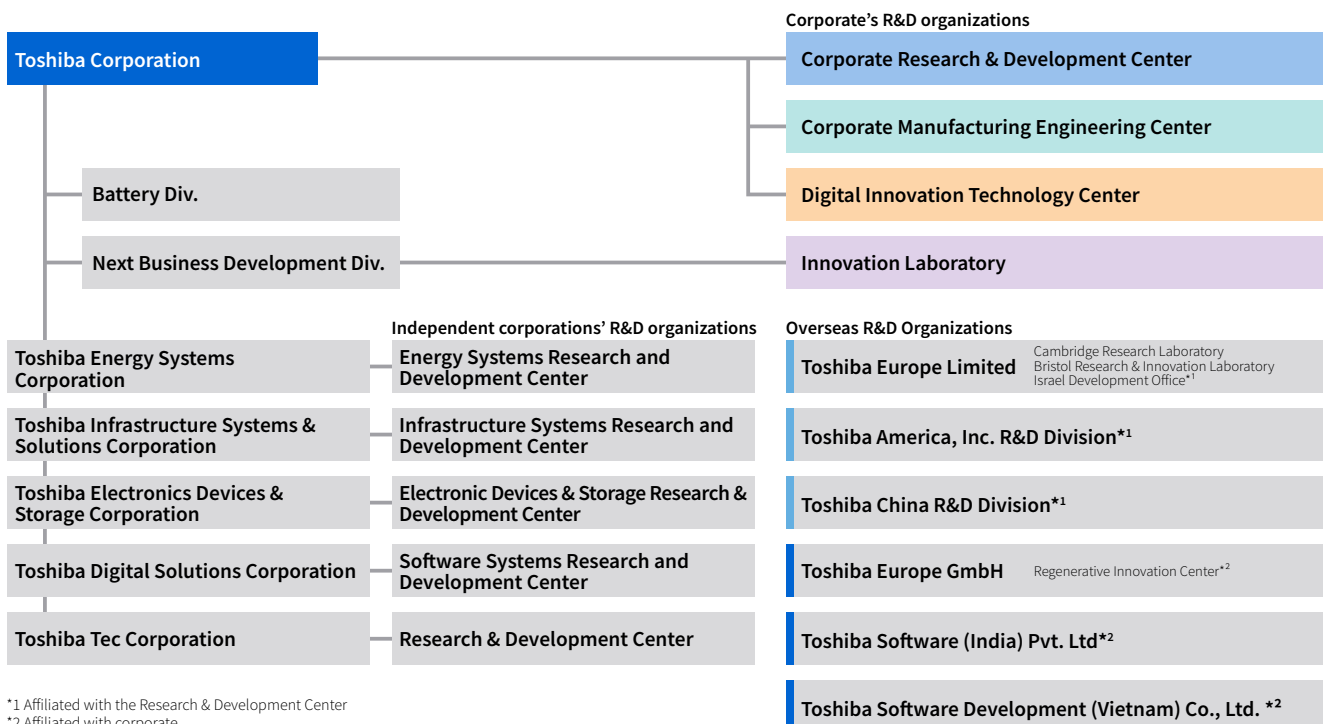 Corporate’s R&D organizations
Toshiba Corporation
Corporate Research & Development Center
Corporate Manufacturing Engineering Center
Battery Div.
Digital Innovation Technology Center
Next Business Development Div.
Innovation Laboratory
Independent corporations’ R&D organizations
Overseas R&D Organizations
Toshiba Energy Systems
Corporation
Energy Systems Research and
Development Center
Toshiba Europe Limited
Cambridge Research Laboratory
Bristol Research & Innovation Laboratory
Israel Development Office*1
Toshiba Infrastructure Systems &
Solutions Corporation
Infrastructure Systems Research and
Development Center
Toshiba America, Inc. R&D Division*1
Toshiba Electronics Devices &
Storage Corporation
Electronic Devices & Storage Research &
Development Center
Toshiba China R&D Division*1
Toshiba Digital Solutions Corporation
Software Systems Research and
Development Center
Toshiba Europe GmbH
Regenerative Innovation Center*2
Toshiba Tec Corporation
Research & Development Center
Toshiba Software (India) Pvt. Ltd*2
Toshiba Software Development (Vietnam) Co., Ltd. *2
*1 Affiliated with the Research & Development Center
*2 Affiliated with corporate